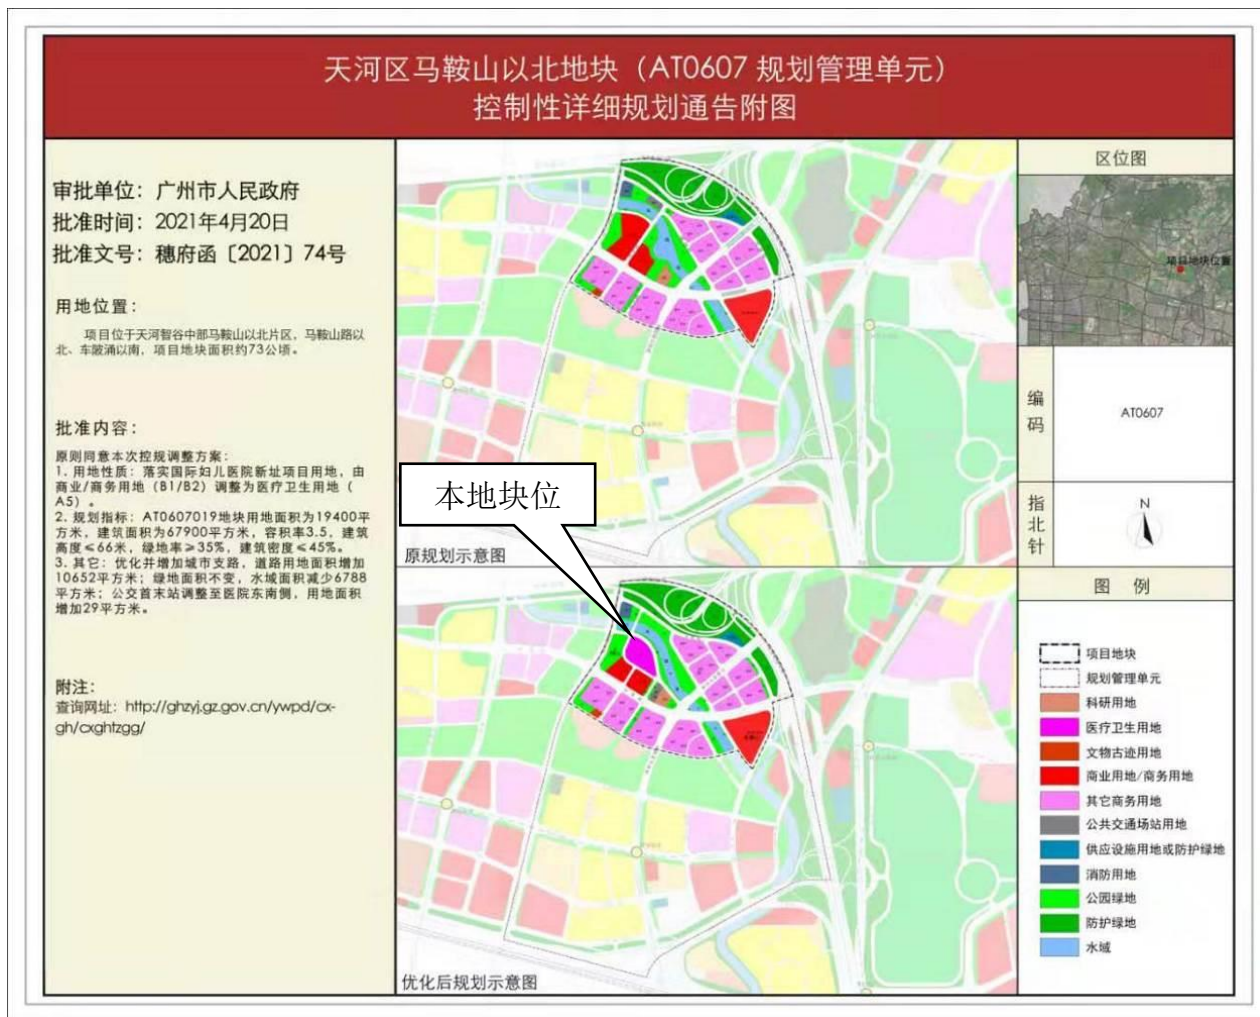 天河区马鞍山以北地块（AT0607 规划管理单元）
控制性详细规划通告附图
审批单位：广州市人民政府
批准时间：2021年4月20日
批准文号：穗府函〔2021〕74号
用地位置：
项目位于天河智谷中部马鞍山以北片区，马鞍山路以
北、车陂涌以南，项目地块面积约73公顷。
批准内容：
原则同意本次控规调整方案：
1. 用地性质：落实国际妇儿医院新址项目用地，由
商业/商务用地（B1/B2）调整为医疗卫生用地（
A5）。
2. 规划指标：AT0607019地块用地面积为19400平
方米，建筑面积为67900平方米，容积率3.5，建筑
高度≤66米，绿地率≥35%，建筑密度≤45%。
3. 其它：优化并增加城市支路，道路用地面积增加
10652平方米；绿地面积不变，水域面积减少6788
平方米；公交首末站调整至医院东南侧，用地面积
增加29平方米。
附注：
查询网址：http://ghzyj.gz.gov.cn/ywpd/cx-
gh/cxghtzgg/
本地块位
原规划示意图
优化后规划示意图
区位图
项目地块位置
编码
AT0607
指北针
N
图 例
项目地块
规划管理单元
科研用地
医疗卫生用地
文物古迹用地
商业用地/商务用地
其它商务用地
公共交通场站用地
供应设施用地或防护绿地
消防用地
公园绿地
防护绿地
水域